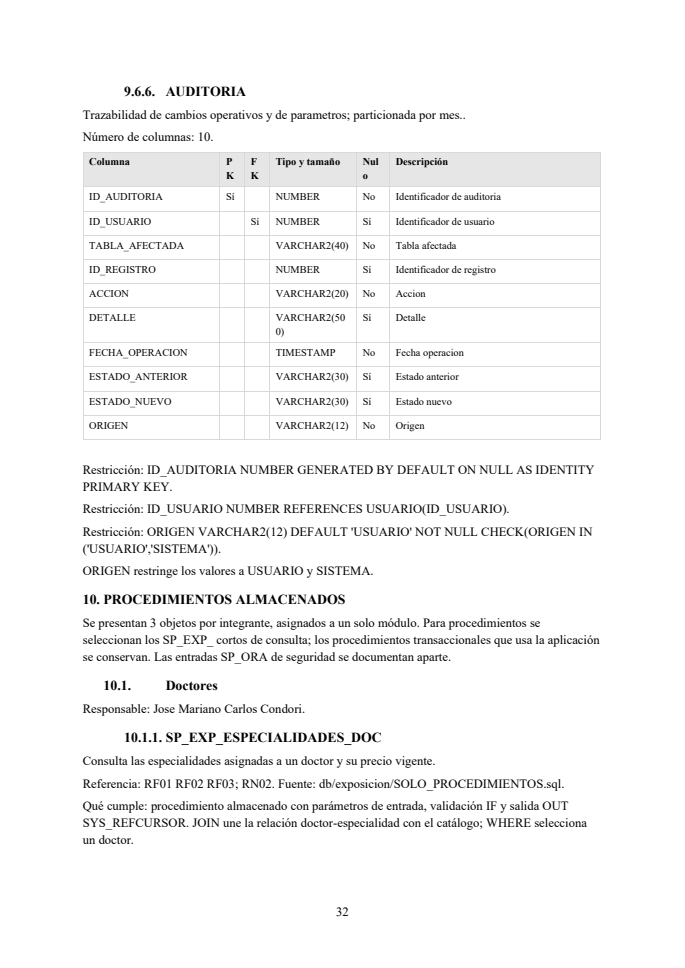 9.6.6. AUDITORIA
Trazabilidad de cambios operativos y de parametros; particionada por mes..
Número de columnas: 10.
Columna P K F K Tipo y tamaño Nul o Descripción
ID_AUDITORIA Sí NUMBER No Identificador de auditoria
ID_USUARIO Sí NUMBER Sí Identificador de usuario
TABLA_AFECTADA VARCHAR2(40) No Tabla afectada
ID_REGISTRO NUMBER Sí Identificador de registro
ACCION VARCHAR2(20) No Accion
DETALLE VARCHAR2(50 0) Sí Detalle
FECHA_OPERACION TIMESTAMP No Fecha operacion
ESTADO_ANTERIOR VARCHAR2(30) Sí Estado anterior
ESTADO_NUEVO VARCHAR2(30) Sí Estado nuevo
ORIGEN VARCHAR2(12) No Origen
Restricción: ID_AUDITORIA NUMBER GENERATED BY DEFAULT ON NULL AS IDENTITY
PRIMARY KEY.
Restricción: ID_USUARIO NUMBER REFERENCES USUARIO(ID_USUARIO).
Restricción: ORIGEN VARCHAR2(12) DEFAULT 'USUARIO' NOT NULL CHECK(ORIGEN IN
('USUARIO','SISTEMA')).
ORIGEN restringe los valores a USUARIO y SISTEMA.
10. PROCEDIMIENTOS ALMACENADOS
Se presentan 3 objetos por integrante, asignados a un solo módulo. Para procedimientos se
seleccionan los SP_EXP_ cortos de consulta; los procedimientos transaccionales que usa la aplicación
se conservan. Las entradas SP_ORA de seguridad se documentan aparte.
10.1. Doctores
Responsable: Jose Mariano Carlos Condori.
10.1.1. SP_EXP_ESPECIALIDADES_DOC
Consulta las especialidades asignadas a un doctor y su precio vigente.
Referencia: RF01 RF02 RF03; RN02. Fuente: db/exposicion/SOLO_PROCEDIMIENTOS.sql.
Qué cumple: procedimiento almacenado con parámetros de entrada, validación IF y salida OUT
SYS_REFCURSOR. JOIN une la relación doctor-especialidad con el catálogo; WHERE selecciona
un doctor.
32